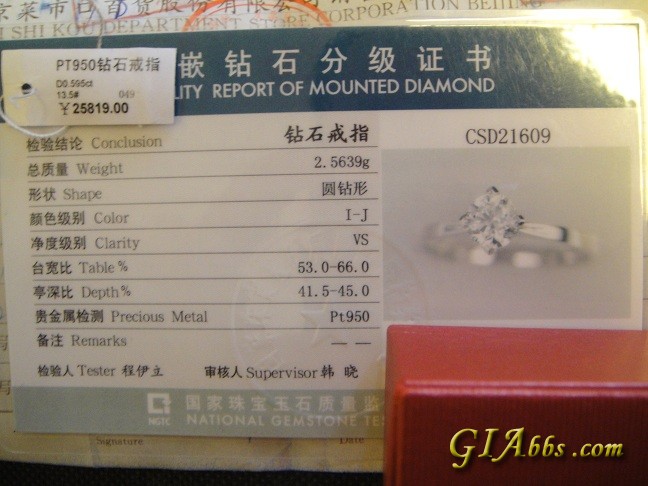 京菜市口百货股份有限公司
I SHI KOU DEPARTMENT STORE CORPORATION BEIJING
PT950钻石戒指
D0.595ct
13.5# 049
￥25819.00
嵌钻石分级证书
LITY REPORT OF MOUNTED DIAMOND
检验结论 Conclusion 钻石戒指
CSD21609
总质量 Weight 2.5639g
形状 Shape 圆钻形
颜色级别 Color I-J
净度级别 Clarity VS
台宽比 Table% 53.0-66.0
亭深比 Depth% 41.5-45.0
贵金属检测 Precious Metal Pt950
备注 Remarks — —
检验人 Tester 程伊立 审核人 Supervisor 韩 晓
NGTC
国家珠宝玉石质量监
NATIONAL GEMSTONE TES
Signature Date
GIAbbs.com